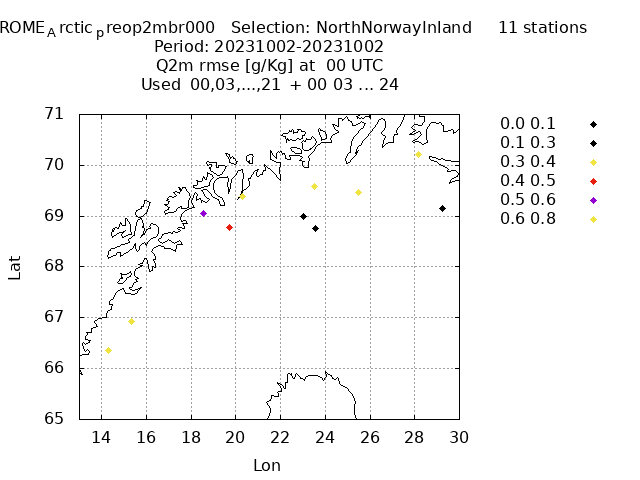 ROME_Arctic_preop2mbr000 Selection: NorthNorwayInland 11 stations
Period: 20231002-20231002
Q2m rmse [g/Kg] at 00 UTC
Used 00,03,...,21 + 00 03 ... 24
71
70
69
68
67
66
65
Lat
14 16 18 20 22 24 26 28 30
Lon
0.0 0.1
0.1 0.3
0.3 0.4
0.4 0.5
0.5 0.6
0.6 0.8